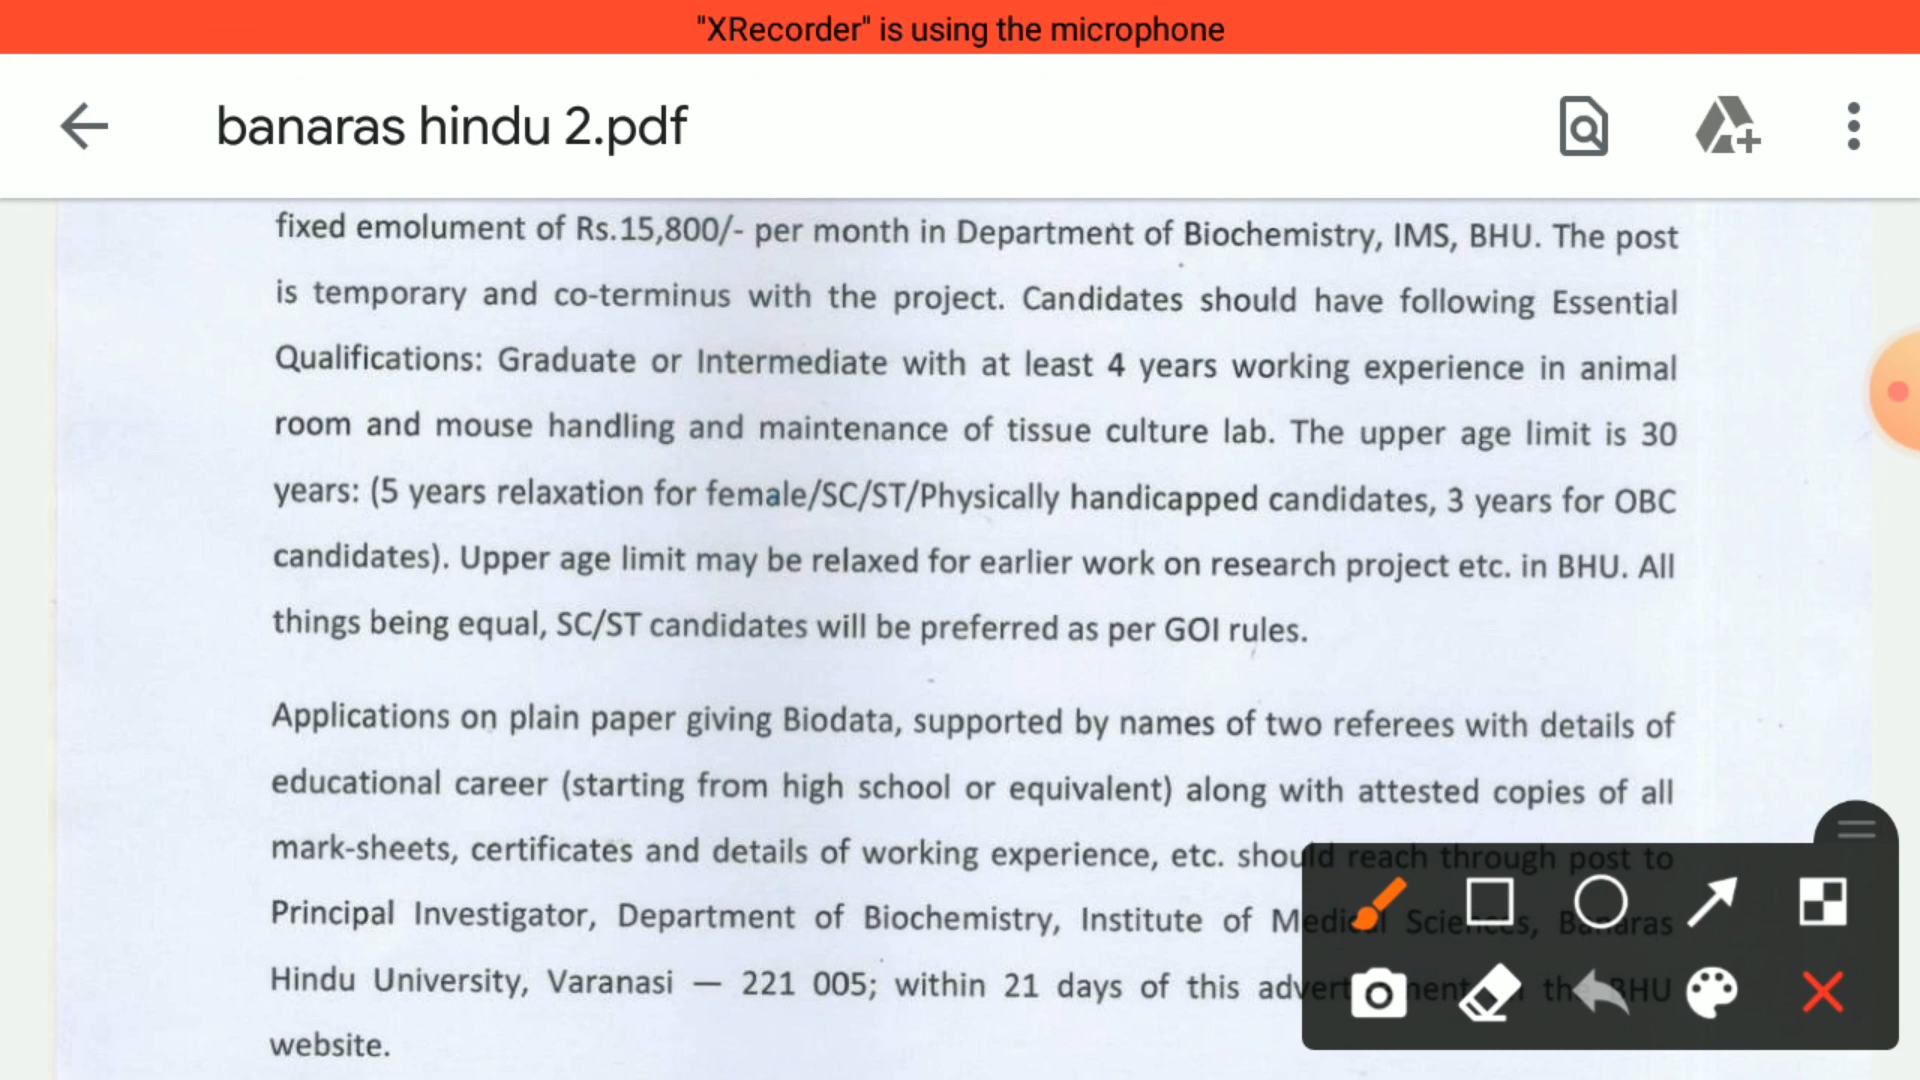 "XRecorder" is using the microphone
banaras hindu 2.pdf
fixed emolument of Rs.15,800/- per month in Department of Biochemistry, IMS, BHU. The post
is temporary and co-terminus with the project. Candidates should have following Essential
Qualifications: Graduate or Intermediate with at least 4 years working experience in animal
room and mouse handling and maintenance of tissue culture lab. The upper age limit is 30
years: (5 years relaxation for female/SC/ST/Physically handicapped candidates, 3 years for OBC
candidates). Upper age limit may be relaxed for earlier work on research project etc. in BHU. All
things being equal, SC/ST candidates will be preferred as per GOI rules.
Applications on plain paper giving Biodata, supported by names of two referees with details of
educational career (starting from high school or equivalent) along with attested copies of all
mark-sheets, certificates and details of working experience, etc. should reach through post to
Principal Investigator, Department of Biochemistry, Institute of Medical Sciences, Banaras
Hindu University, Varanasi — 221 005; within 21 days of this the BHU
website.